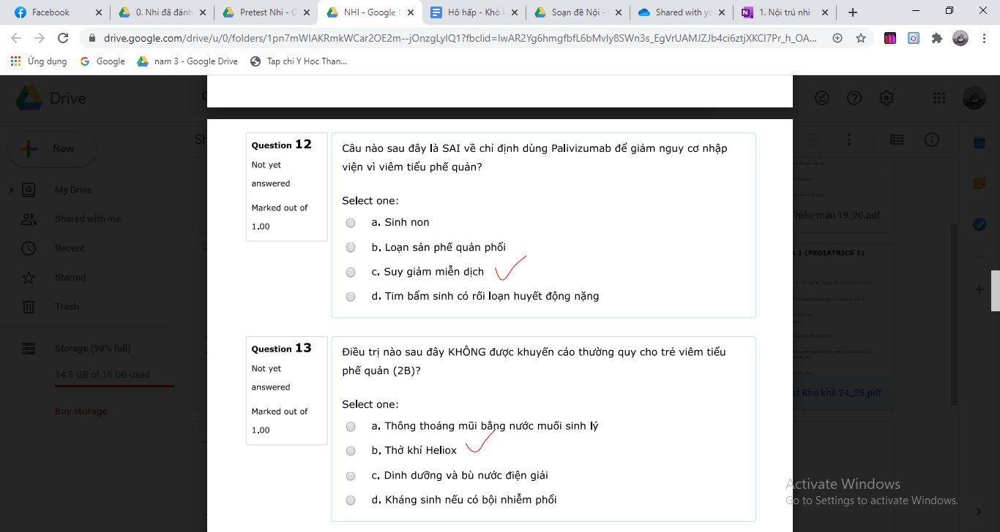 Facebook
0. Nhi đã đánh
Pretest Nhi - G
NHI - Google D
Hô hấp - Khò k
Soạn đề Nội -
Shared with yo
1. Nội trú nhi
drive.google.com/drive/u/0/folders/1pn7mWIAKRmkWCar2OE2m--jOnzgLyIQ1?fbclid=IwAR2Yg6hmgfbfL6bMvly8SWn3s_EgVrUAMJZJb4ci6ztjXKCl7Pr_h_OA...
Ứng dụng
Google
nam 3 - Google Drive
Tap chi Y Hoc Than...
Drive
New
My Drive
Shared with me
Recent
Starred
Trash
Storage (98% full)
14.8 GB of 15 GB used
Buy storage
Question 12
Not yet
answered
Marked out of
1.00
Câu nào sau đây là SAI về chỉ định dùng Palivizumab để giảm nguy cơ nhập
viện vì viêm tiểu phế quản?
Select one:
a. Sinh non
b. Loạn sản phế quản phổi
c. Suy giảm miễn dịch
d. Tim bẩm sinh có rối loạn huyết động nặng
Question 13
Not yet
answered
Marked out of
1.00
Điều trị nào sau đây KHÔNG được khuyến cáo thường quy cho trẻ viêm tiểu
phế quản (2B)?
Select one:
a. Thông thoáng mũi bằng nước muối sinh lý
b. Thở khí Heliox
c. Dinh dưỡng và bù nước điện giải
d. Kháng sinh nếu có bội nhiễm phổi
Thiếu-máu 19_20.pdf
1 (PEDIATRICS 1)
st Khò khè 24_25.pdf
Activate Windows
Go to Settings to activate Windows.